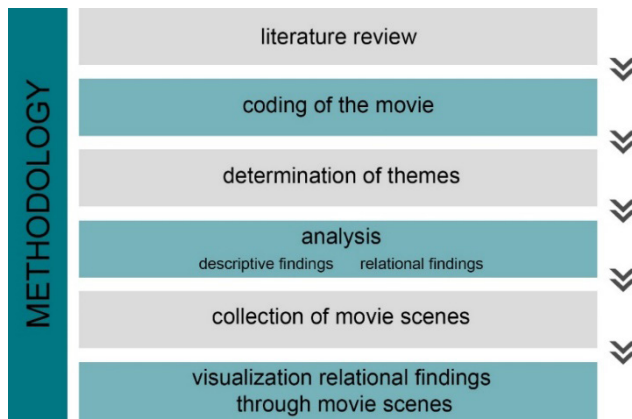 METHODOLOGY
literature review
coding of the movie
determination of themes
analysis
descriptive findings relational findings
collection of movie scenes
visualization relational findings
through movie scenes